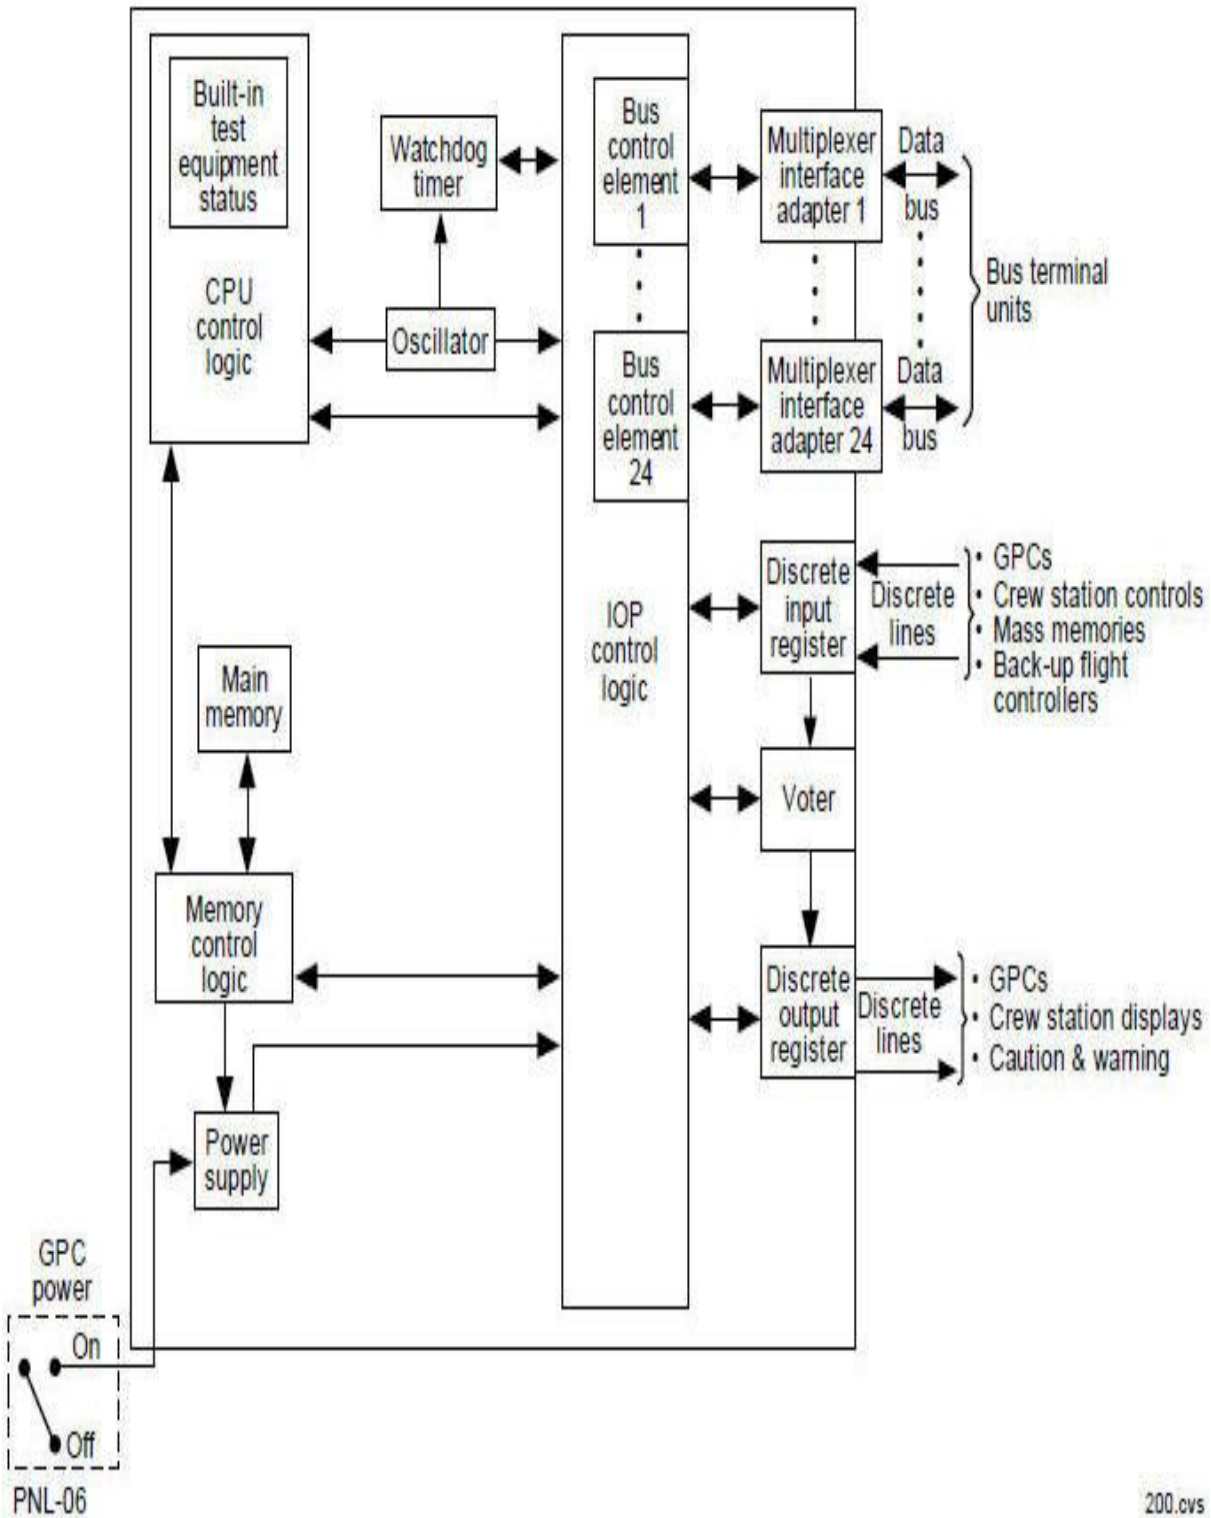 Built-in
test
equipment
status
CPU
control
logic
Watchdog
timer
Oscillator
Bus
control
element
1
Bus
control
element
24
IOP
control
logic
Multiplexer
interface
adapter 1
Data
bus
Multiplexer
interface
adapter 24
Data
bus
Bus terminal
units
Discrete
input
register
Discrete
lines
• GPCs
• Crew station controls
• Mass memories
• Back-up flight
controllers
Main
memory
Voter
Memory
control
logic
Discrete
output
register
Discrete
lines
• GPCs
• Crew station displays
• Caution & warning
Power
supply
GPC
power
On
Off
PNL-06
200.cvs